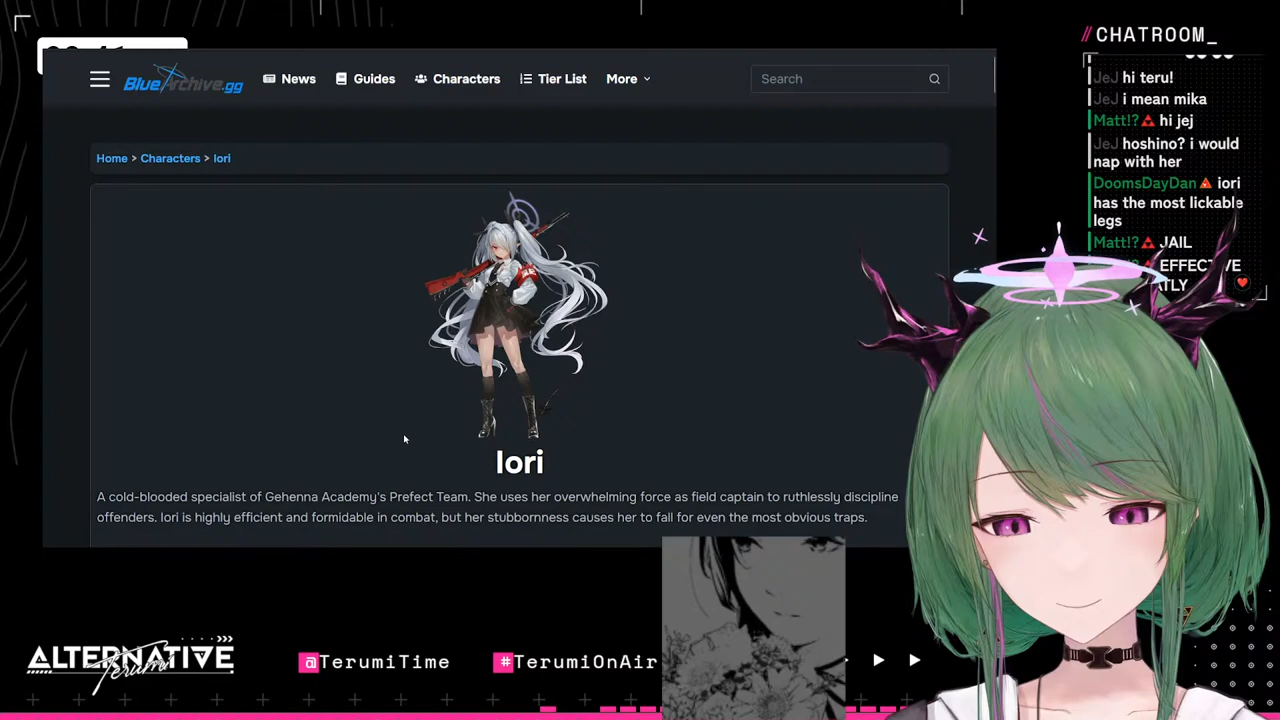 //CHATROOM_
BlueArchive.gg
News
Guides
Characters
Tier List
More
Search
Home > Characters > Iori
Iori
A cold-blooded specialist of Gehenna Academy's Prefect Team. She uses her overwhelming force as field captain to ruthlessly discipline
offenders. Iori is highly efficient and formidable in combat, but her stubbornness causes her to fall for even the most obvious traps.
JeJ hi teru!
JeJ i mean mika
Matt!? hi jej
JeJ hoshino? i would
nap with her
DoomsDayDan iori
has the most lickable
legs
Matt!? JAIL
EFFECTIVE
ALTERNATIVE
Terumi
@TerumiTime
#TerumiOnAir